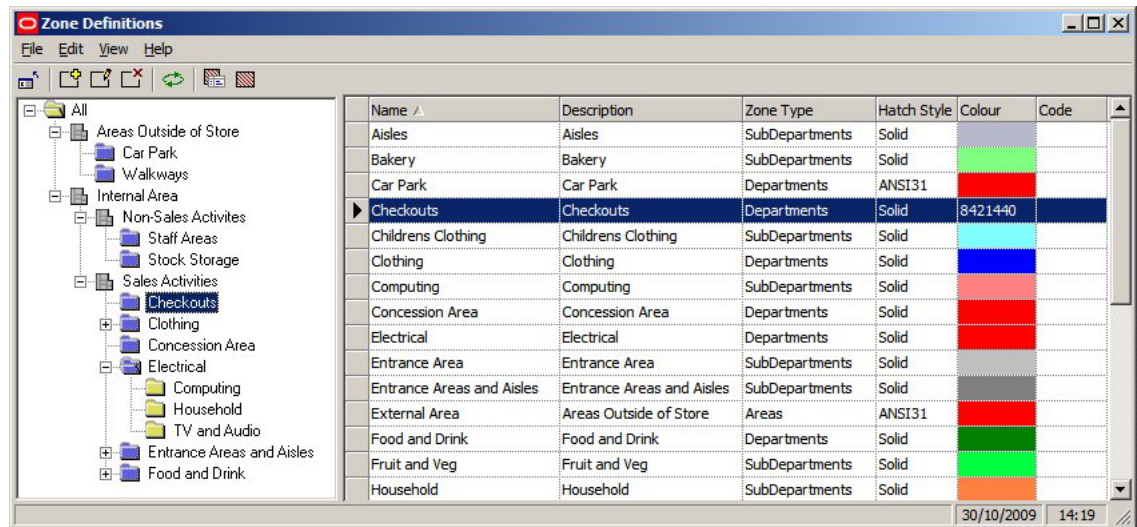 Zone Definitions
File Edit View Help
All
Areas Outside of Store
Car Park
Walkways
Internal Area
Non-Sales Activites
Staff Areas
Stock Storage
Sales Activities
Checkouts
Clothing
Concession Area
Electrical
Computing
Household
TV and Audio
Entrance Areas and Aisles
Food and Drink
Name Description Zone Type Hatch Style Colour Code
Aisles Aisles SubDepartments Solid
Bakery Bakery SubDepartments Solid
Car Park Car Park Departments ANSI31
Checkouts Checkouts Departments Solid 8421440
Childrens Clothing Childrens Clothing SubDepartments Solid
Clothing Clothing Departments Solid
Computing Computing SubDepartments Solid
Concession Area Concession Area Departments Solid
Electrical Electrical Departments Solid
Entrance Area Entrance Area SubDepartments Solid
Entrance Areas and Aisles Entrance Areas and Aisles SubDepartments Solid
External Area Areas Outside of Store Areas ANSI31
Food and Drink Food and Drink Departments Solid
Fruit and Veg Fruit and Veg SubDepartments Solid
Household Household SubDepartments Solid
30/10/2009 14:19